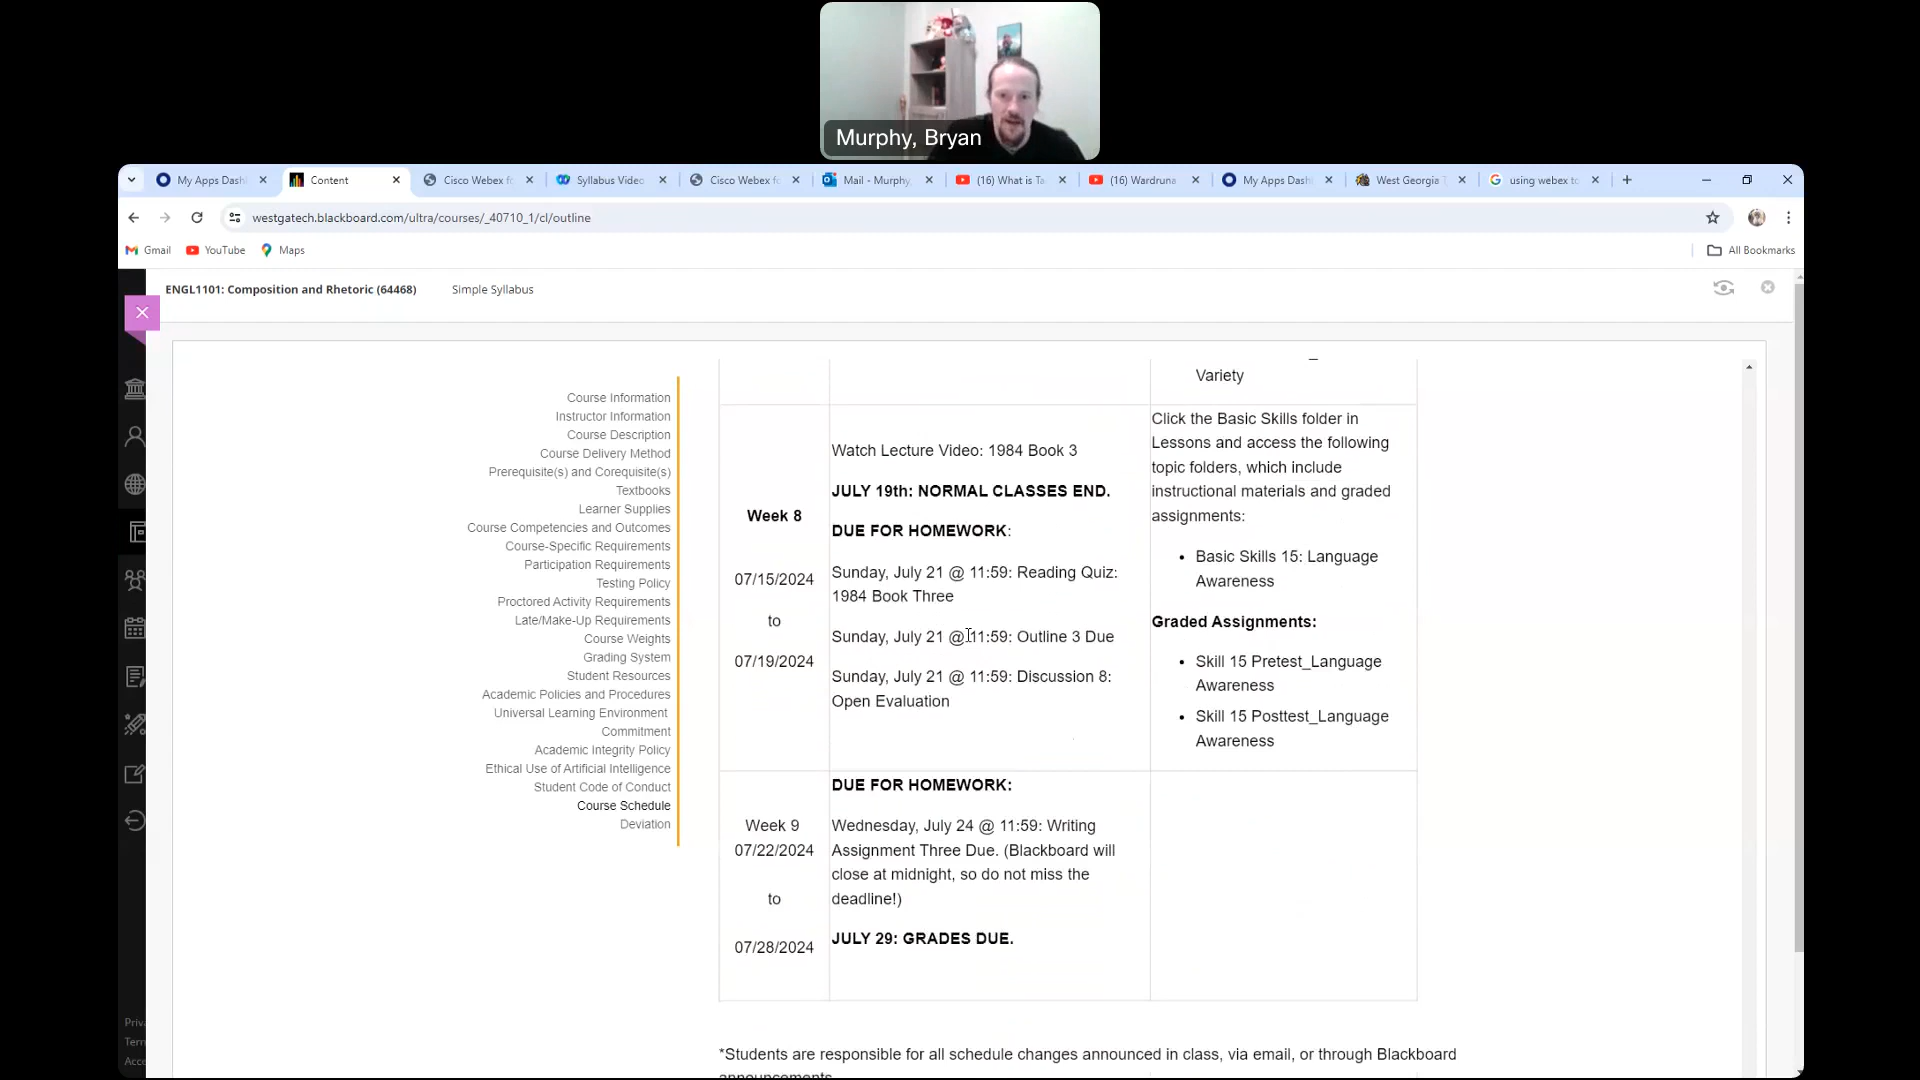 Murphy, Bryan
My Apps Dash
Content
Cisco Webex fo
Syllabus Video
Cisco Webex fo
Mail - Murphy,
(16) What is Ta
(16) Wardruna
My Apps Dash
West Georgia T
using webex to
westgatech.blackboard.com/ultra/courses/_40710_1/cl/outline
Gmail
YouTube
Maps
All Bookmarks
ENGL1101: Composition and Rhetoric (64468)
Simple Syllabus
Course Information
Instructor Information
Course Description
Course Delivery Method
Prerequisite(s) and Corequisite(s)
Textbooks
Learner Supplies
Course Competencies and Outcomes
Course-Specific Requirements
Participation Requirements
Testing Policy
Proctored Activity Requirements
Late/Make-Up Requirements
Course Weights
Grading System
Student Resources
Academic Policies and Procedures
Universal Learning Environment
Commitment
Academic Integrity Policy
Ethical Use of Artificial Intelligence
Student Code of Conduct
Course Schedule
Deviation
Variety
Week 8
07/15/2024
to
07/19/2024
Watch Lecture Video: 1984 Book 3
JULY 19th: NORMAL CLASSES END.
DUE FOR HOMEWORK:
Sunday, July 21 @ 11:59: Reading Quiz:
1984 Book Three
Sunday, July 21 @ 11:59: Outline 3 Due
Sunday, July 21 @ 11:59: Discussion 8:
Open Evaluation
Click the Basic Skills folder in
Lessons and access the following
topic folders, which include
instructional materials and graded
assignments:
• Basic Skills 15: Language
Awareness
Graded Assignments:
• Skill 15 Pretest_Language
Awareness
• Skill 15 Posttest_Language
Awareness
Week 9
07/22/2024
to
07/28/2024
DUE FOR HOMEWORK:
Wednesday, July 24 @ 11:59: Writing
Assignment Three Due. (Blackboard will
close at midnight, so do not miss the
deadline!)
JULY 29: GRADES DUE.
*Students are responsible for all schedule changes announced in class, via email, or through Blackboard
announcements
Priv
Term
Acce